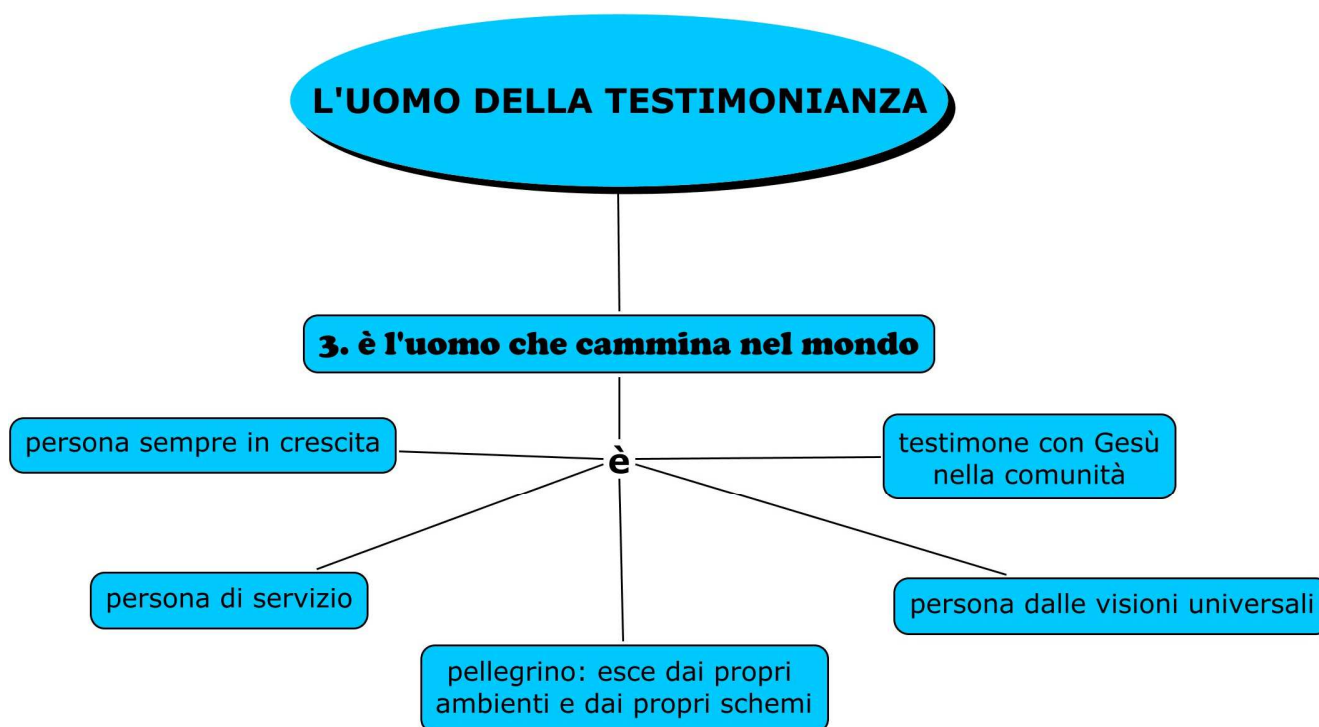 L'UOMO DELLA TESTIMONIANZA
3. è l'uomo che cammina nel mondo
persona sempre in crescita
è
testimone con Gesù
nella comunità
persona di servizio
persona dalle visioni universali
pellegrino: esce dai propri
ambienti e dai propri schemi